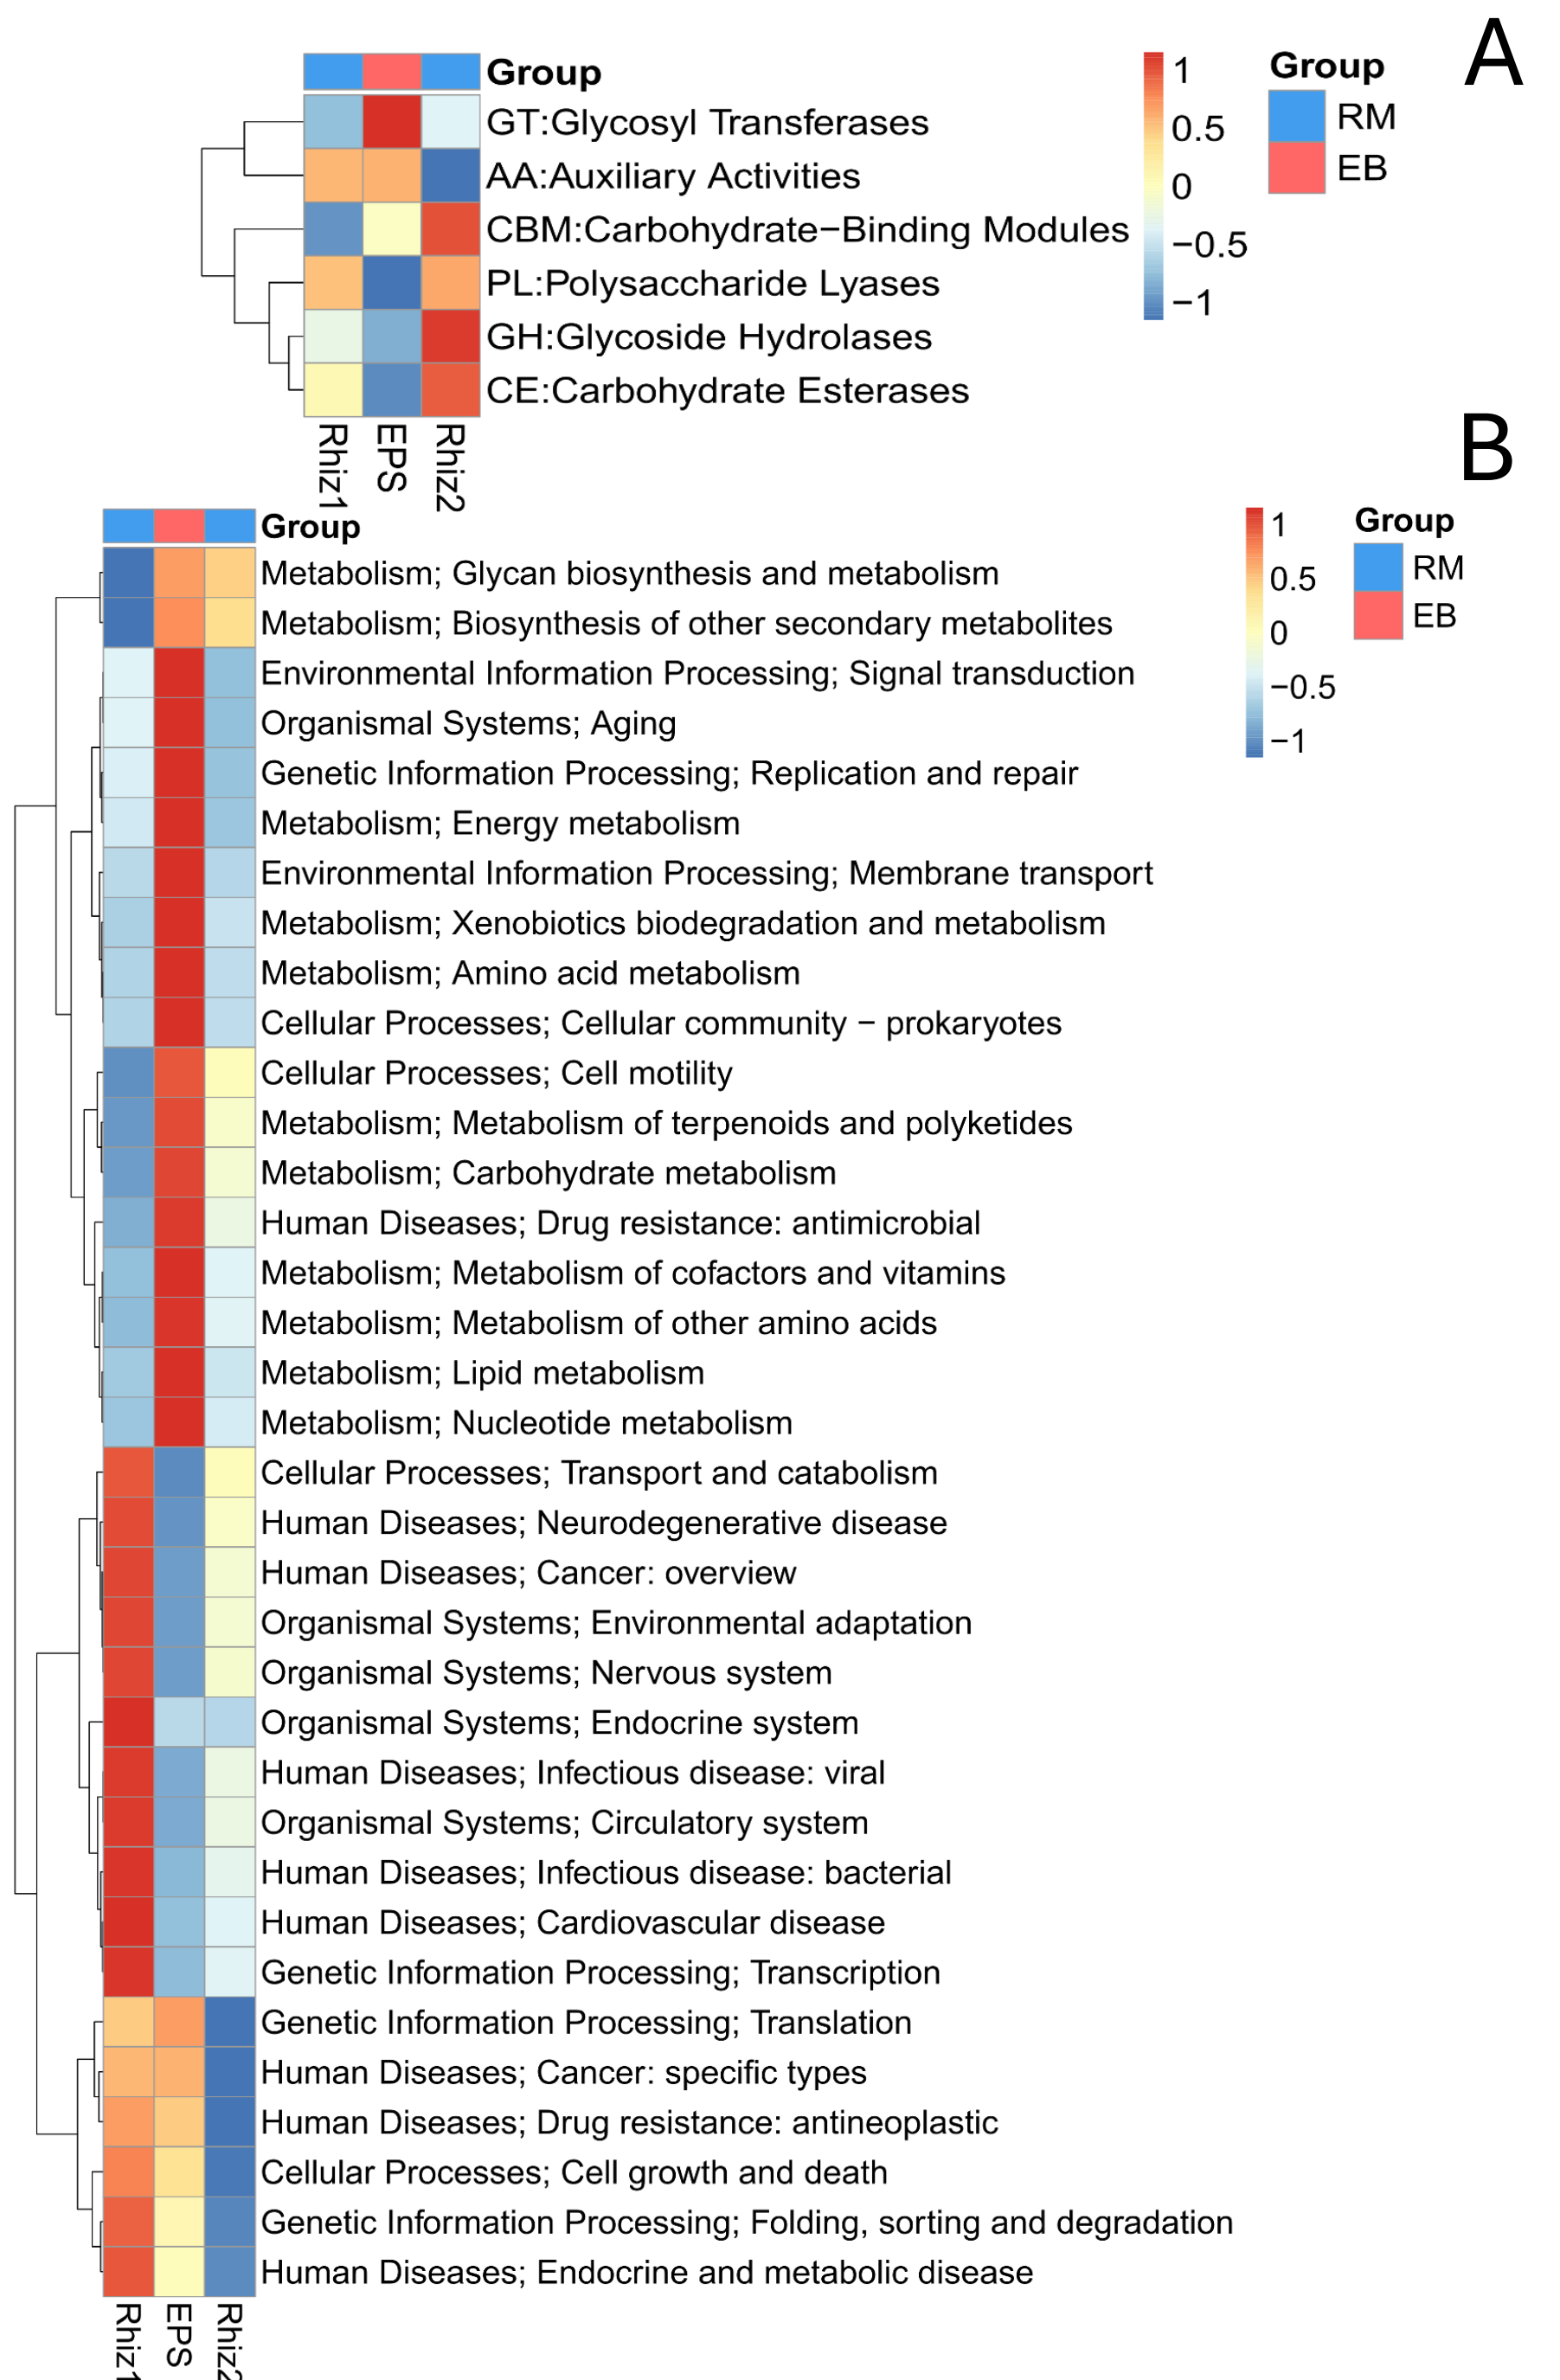 A
Group
GT:Glycosyl Transferases
AA:Auxiliary Activities
CBM:Carbohydrate−Binding Modules
PL:Polysaccharide Lyases
GH:Glycoside Hydrolases
CE:Carbohydrate Esterases
Rhiz1
EPS
Rhiz2
1
0.5
0
−0.5
−1
Group
RM
EB
B
Group
Metabolism; Glycan biosynthesis and metabolism
Metabolism; Biosynthesis of other secondary metabolites
Environmental Information Processing; Signal transduction
Organismal Systems; Aging
Genetic Information Processing; Replication and repair
Metabolism; Energy metabolism
Environmental Information Processing; Membrane transport
Metabolism; Xenobiotics biodegradation and metabolism
Metabolism; Amino acid metabolism
Cellular Processes; Cellular community − prokaryotes
Cellular Processes; Cell motility
Metabolism; Metabolism of terpenoids and polyketides
Metabolism; Carbohydrate metabolism
Human Diseases; Drug resistance: antimicrobial
Metabolism; Metabolism of cofactors and vitamins
Metabolism; Metabolism of other amino acids
Metabolism; Lipid metabolism
Metabolism; Nucleotide metabolism
Cellular Processes; Transport and catabolism
Human Diseases; Neurodegenerative disease
Human Diseases; Cancer: overview
Organismal Systems; Environmental adaptation
Organismal Systems; Nervous system
Organismal Systems; Endocrine system
Human Diseases; Infectious disease: viral
Organismal Systems; Circulatory system
Human Diseases; Infectious disease: bacterial
Human Diseases; Cardiovascular disease
Genetic Information Processing; Transcription
Genetic Information Processing; Translation
Human Diseases; Cancer: specific types
Human Diseases; Drug resistance: antineoplastic
Cellular Processes; Cell growth and death
Genetic Information Processing; Folding, sorting and degradation
Human Diseases; Endocrine and metabolic disease
Rhiz1
EPS
Rhiz2
1
0.5
0
−0.5
−1
Group
RM
EB